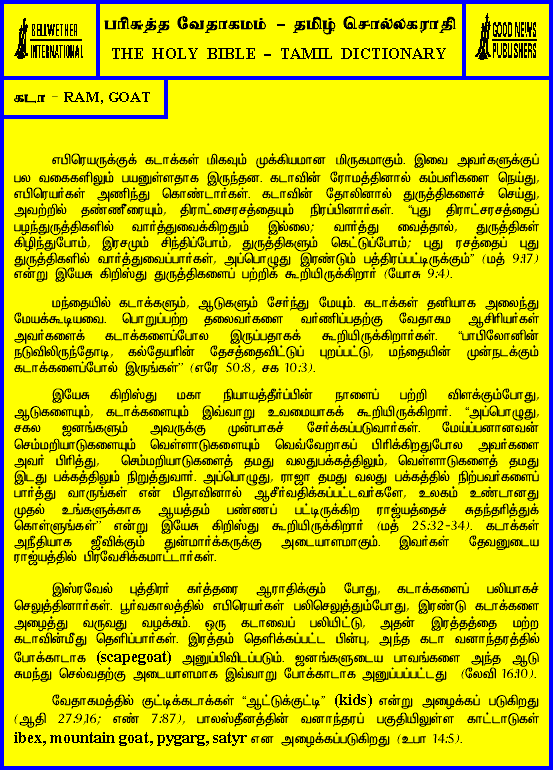 BELLWETHER
INTERNATIONAL
பரிசுத்த வேதாகமம் - தமிழ் சொல்லகராதி
THE HOLY BIBLE - TAMIL DICTIONARY
GOOD NEWS
PUBLISHERS
கடா - RAM, GOAT
எபிரெயருக்குக் கடாக்கள் மிகவும் முக்கியமான மிருகமாகும். இவை அவர்களுக்குப்
பல வகைகளிலும் பயனுள்ளதாக இருந்தன. கடாவின் ரோமத்தினால் கம்பளிகளை நெய்து,
எபிரெயர்கள் அணிந்து கொண்டார்கள். கடாவின் தோலினால் துருத்திகளைச் செய்து,
அவற்றில் தண்ணீரையும், திராட்சைரசத்தையும் நிரப்பினார்கள். “புது திராட்சரசத்தைப்
பழந்துருத்திகளில் வார்த்துவைக்கிறதும் இல்லை; வார்த்து வைத்தால், துருத்திகள்
கிழிந்துபோம், இரசமும் சிந்திப்போம், துருத்திகளும் கெட்டுப்போம்; புது ரசத்தைப் புது
துருத்திகளில் வார்த்துவைப்பார்கள், அப்பொழுது இரண்டும் பத்திரப்பட்டிருக்கும்” (மத் 9:17)
என்று இயேசு கிறிஸ்து துருத்திகளைப் பற்றிக் கூறியிருக்கிறார் (யோசு 9:4).
மந்தையில் கடாக்களும், ஆடுகளும் சேர்ந்து மேயும். கடாக்கள் தனியாக அலைந்து
மேயக்கூடியவை. பொறுப்பற்ற தலைவர்களை வர்ணிப்பதற்கு வேதாகம ஆசிரியர்கள்
அவர்களைக் கடாக்களைப்போல இருப்பதாகக் கூறியிருக்கிறார்கள். “பாபிலோனின்
நடுவிலிருந்தோடி, கல்தேயரின் தேசத்தைவிட்டுப் புறப்பட்டு, மந்தையின் முன்நடக்கும்
கடாக்களைப்போல் இருங்கள்” (எரே 50:8, சக 10:3).
இயேசு கிறிஸ்து மகா நியாயத்தீர்ப்பின் நாளைப் பற்றி விளக்கும்போது,
ஆடுகளையும், கடாக்களையும் இவ்வாறு உவமையாகக் கூறியிருக்கிறார். “அப்பொழுது,
சகல ஜனங்களும் அவருக்கு முன்பாகச் சேர்க்கப்படுவார்கள். மேய்ப்பனானவன்
செம்மறியாடுகளையும் வெள்ளாடுகளையும் வெவ்வேறாகப் பிரிக்கிறதுபோல அவர்களை
அவர் பிரித்து, செம்மறியாடுகளைத் தமது வலதுபக்கத்திலும், வெள்ளாடுகளைத் தமது
இடது பக்கத்திலும் நிறுத்துவார். அப்பொழுது, ராஜா தமது வலது பக்கத்தில் நிற்பவர்களைப்
பார்த்து வாருங்கள் என் பிதாவினால் ஆசீர்வதிக்கப்பட்டவர்களே, உலகம் உண்டானது
முதல் உங்களுக்காக ஆயத்தம் பண்ணப் பட்டிருக்கிற ராஜ்யத்தைச் சுதந்தரித்துக்
கொள்ளுங்கள்” என்று இயேசு கிறிஸ்து கூறியிருக்கிறார் (மத் 25:32-34). கடாக்கள்
அநீதியாக ஜீவிக்கும் துன்மார்க்கருக்கு அடையாளமாகும். இவர்கள் தேவனுடைய
ராஜ்யத்தில் பிரவேசிக்கமாட்டார்கள்.
இஸ்ரவேல் புத்திரர் கர்த்தரை ஆராதிக்கும் போது, கடாக்களைப் பலியாகச்
செலுத்தினார்கள். பூர்வகாலத்தில் எபிரெயர்கள் பலிசெலுத்தும்போது, இரண்டு கடாக்களை
அழைத்து வருவது வழக்கம். ஒரு கடாவைப் பலியிட்டு, அதன் இரத்தத்தை மற்ற
கடாவின்மீது தெளிப்பார்கள். இரத்தம் தெளிக்கப்பட்ட பின்பு, அந்த கடா வனாந்தரத்தில்
போக்காடாக (scapegoat) அனுப்பிவிடப்படும். ஜனங்களுடைய பாவங்களை அந்த ஆடு
சுமந்து செல்வதற்கு அடையாளமாக இவ்வாறு போக்காடாக அனுப்பப்பட்டது (லேவி 16:10).
வேதாகமத்தில் குட்டிக்கடாக்கள் “ஆட்டுக்குட்டி” (kids) என்று அழைக்கப் படுகிறது
(ஆதி 27:9,16; எண் 7:87), பாலஸ்தீனத்தின் வனாந்தரப் பகுதியிலுள்ள காட்டாடுகள்
ibex, mountain goat, pygarg, satyr என அழைக்கப்படுகிறது (உபா 14:5).